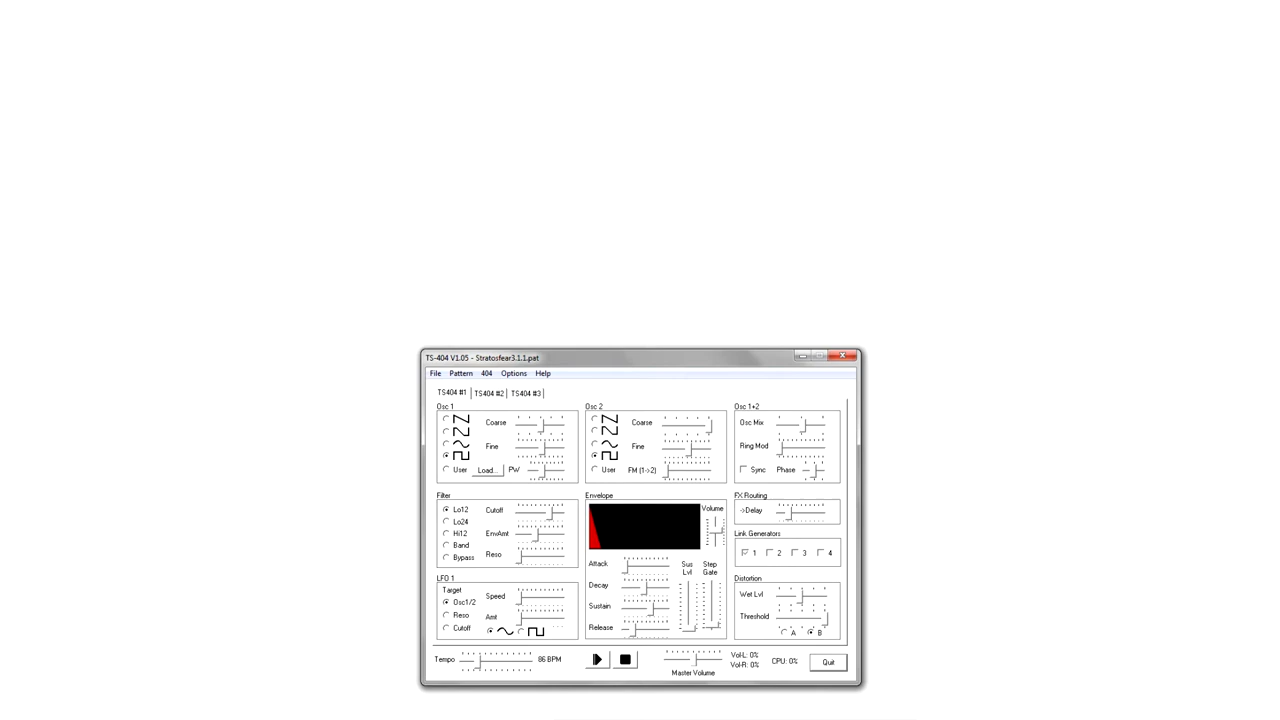 TS-404 V1.05 - Stratosfear3.1.1.pat
File Pattern 404 Options Help
TS404 #1 TS404 #2 TS404 #3
Osc 1
Coarse
Fine
User Load... PW
Osc 2
Coarse
Fine
User FM (1->2)
Osc 1+2
Osc Mix
Ring Mod
Sync Phase
Filter
Lo12 Cutoff
Lo24
Hi12 EnvAmt
Band
Bypass Reso
Envelope
Volume
Attack
Decay
Sustain
Release
Sus Lvl
Step Gate
FX Routing
->Delay
Link Generators
1 2 3 4
LFO 1
Target
Osc1/2 Speed
Reso Amt
Cutoff
Distortion
Wet Lvl
Threshold
A B
Tempo 86 BPM
Master Volume
Vol-L: 0%
Vol-R: 0%
CPU: 0%
Quit